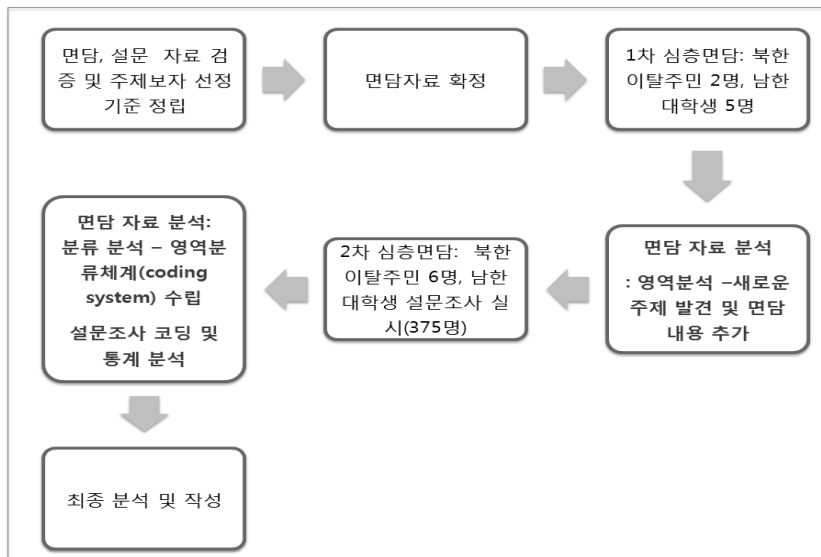 면담, 설문 자료 검
증 및 주제보자 선정
기준 정립
면담자료 확정
1차 심층면담: 북한
이탈주민 2명, 남한
대학생 5명
면담 자료 분석
: 영역분석 –새로운
주제 발견 및 면담
내용 추가
2차 심층면담: 북한
이탈주민 6명, 남한
대학생 설문조사 실
시(375명)
면담 자료 분석:
분류 분석 – 영역분
류체계(coding
system) 수립
설문조사 코딩 및
통계 분석
최종 분석 및 작성